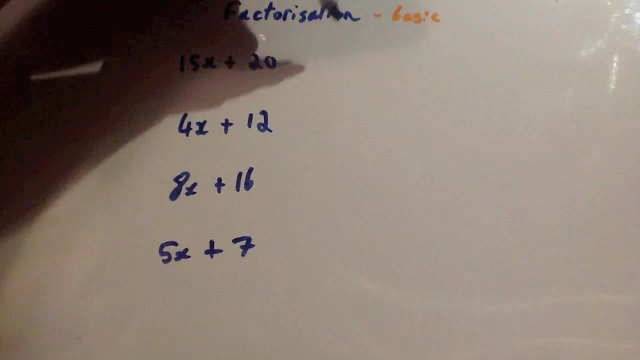 Factorisation - basic
15x + 20
4x + 12
8x + 16
5x + 7